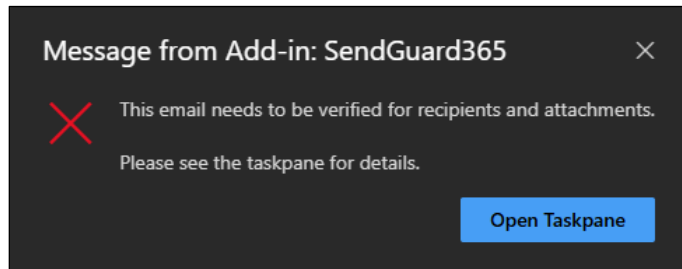 Message from Add-in: SendGuard365
This email needs to be verified for recipients and attachments.
Please see the taskpane for details.
Open Taskpane